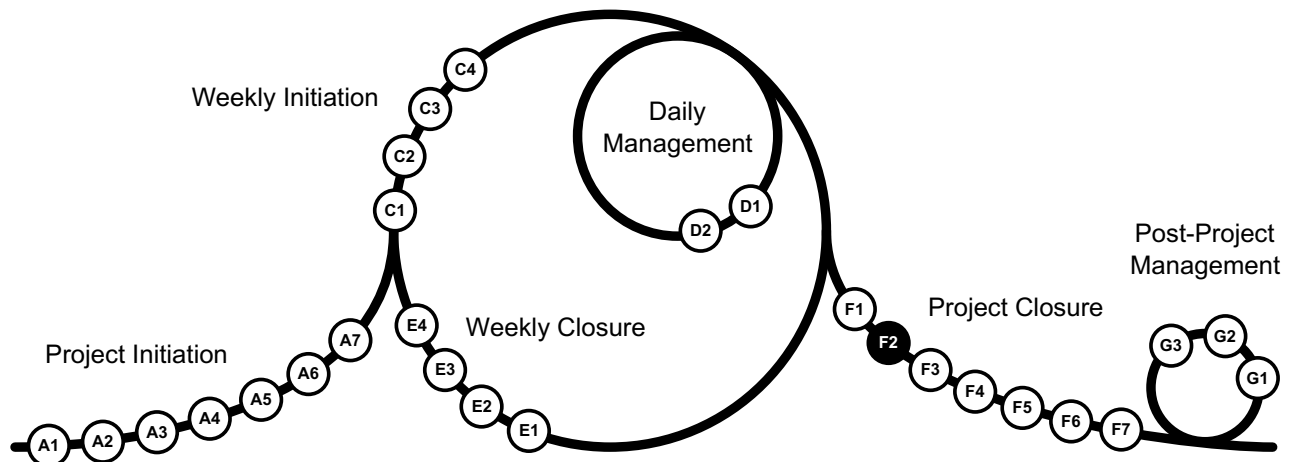 C4
Weekly Initiation
C3
C2
C1
Daily
Management
D1
D2
Post-Project
Management
Project Initiation
A1
A2
A3
A4
A5
A6
A7
E4
Weekly Closure
E3
E2
E1
F1
Project Closure
F2
F3
F4
F5
F6
F7
G3
G2
G1